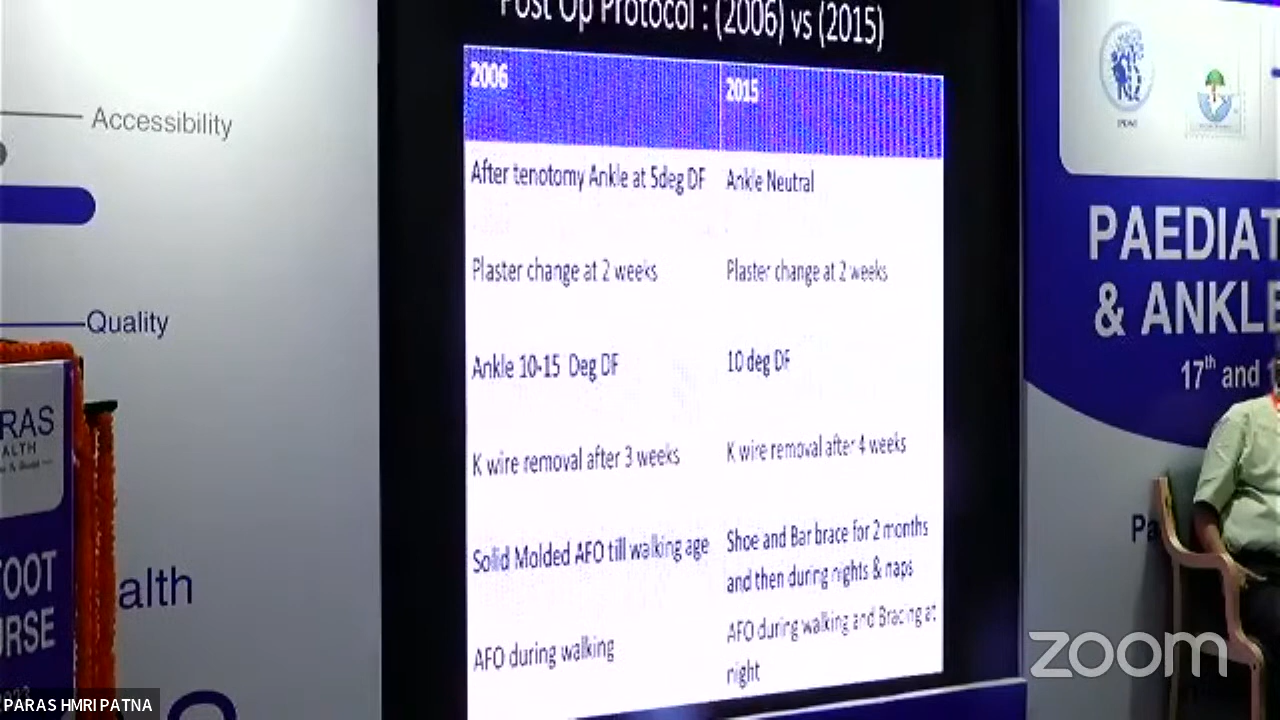 Post Op Protocol : (2006) vs (2015)
2006
2015
After tenotomy Ankle at 5deg DF
Ankle Neutral
Plaster change at 2 weeks
Plaster change at 2 weeks
Ankle 10-15 Deg DF
10 deg DF
K wire removal after 3 weeks
K wire removal after 4 weeks
Solid Molded AFO till walking age
Shoe and Bar brace for 2 months
and then during nights & naps
AFO during walking
AFO during walking and Bracing at
night
Accessibility
Quality
alth
RAS
ALTH
FOOT
URSE
PAEDIAT
& ANKLE
17th and 1
Pa
zoom
PARAS HMRI PATNA